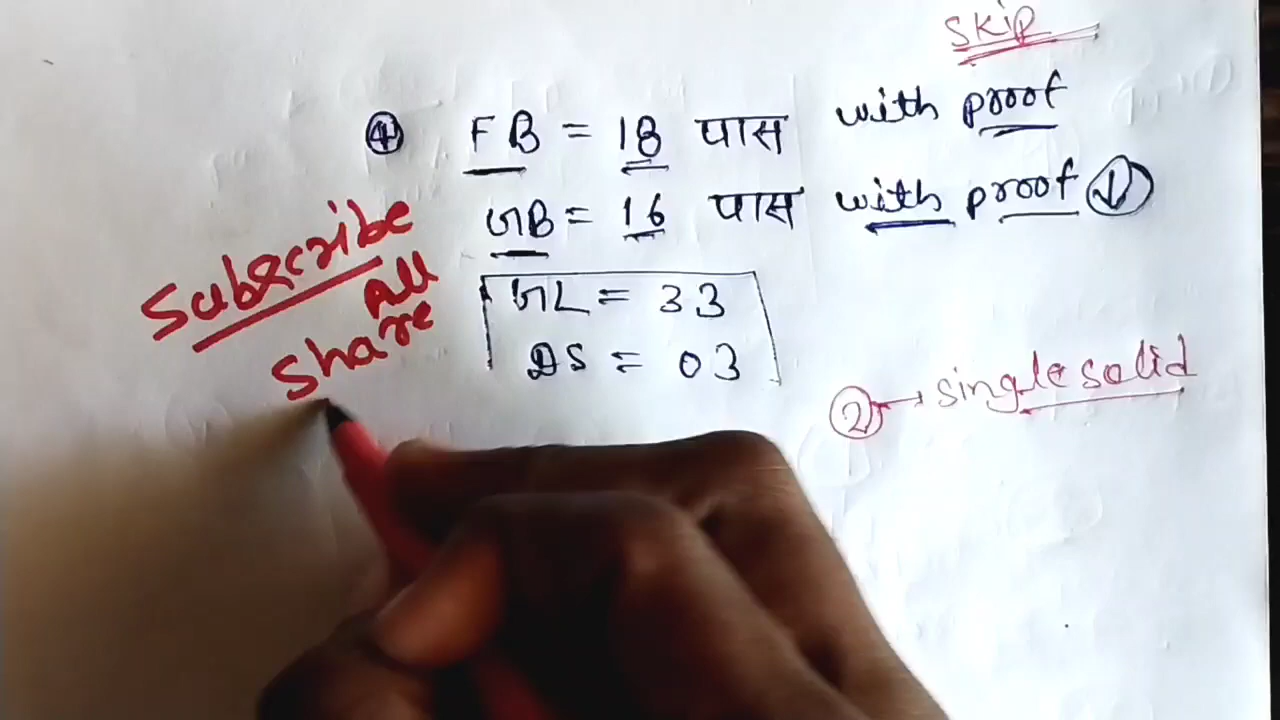 SKIP
④ FB = 18 पास with proof
GB = 16 पास with proof ①
GL = 33
DS = 03
Subscribe
All
Share
② → single solid